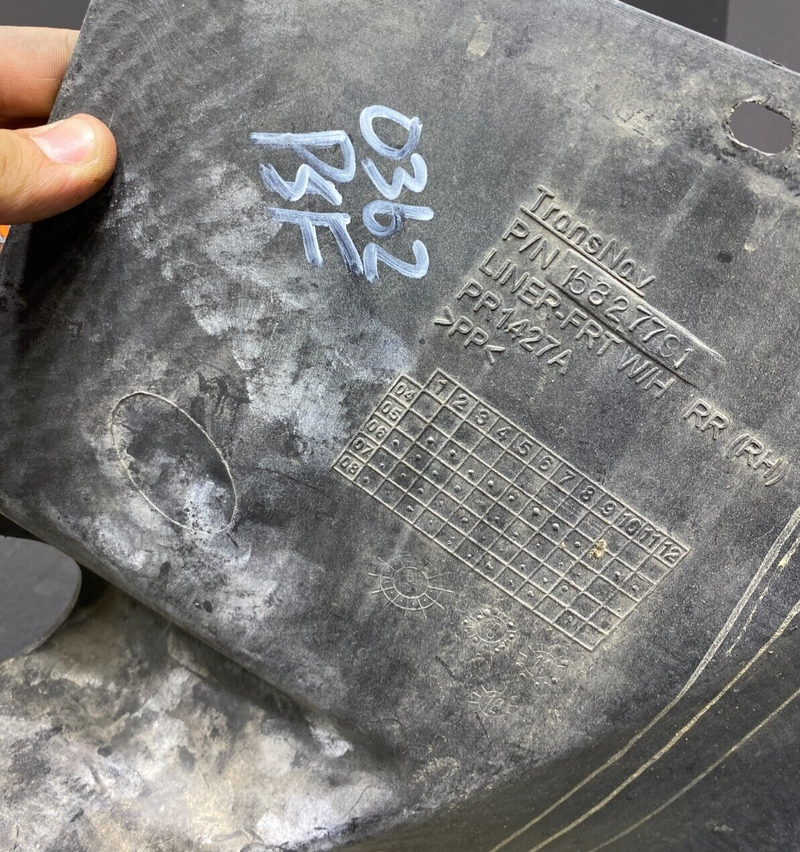 0362
PSF
TransNav
P/N 15827791
LINER-FRT W/H RR (RH)
PP1427A
>PP<
1 2 3 4 5 6 7 8 9 10 11 12
04
05
06
07
08